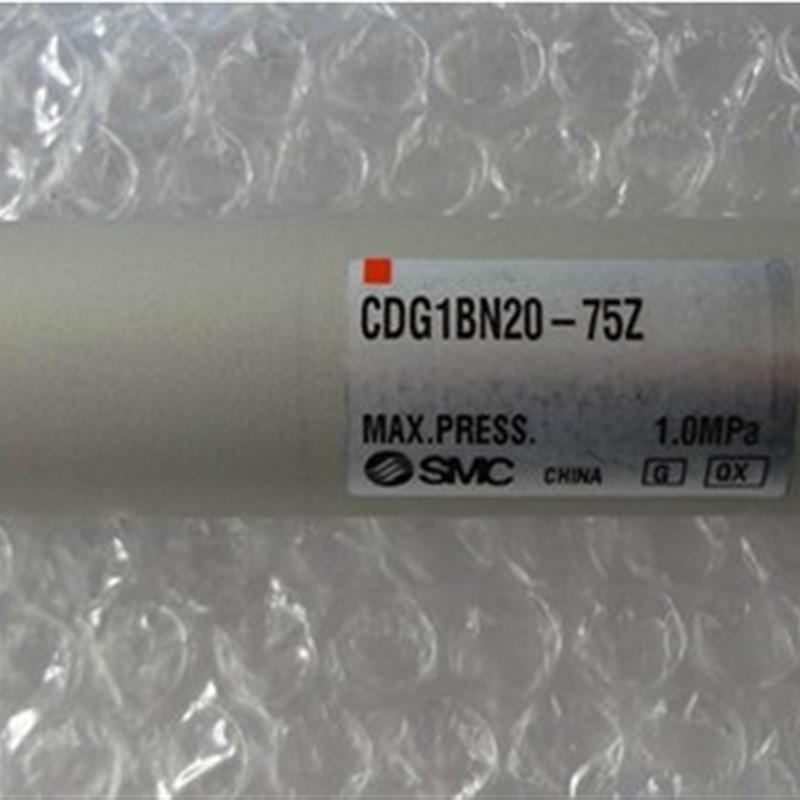 CDG1BN20-75Z
MAX.PRESS. 1.0MPa
SMC CHINA G QX